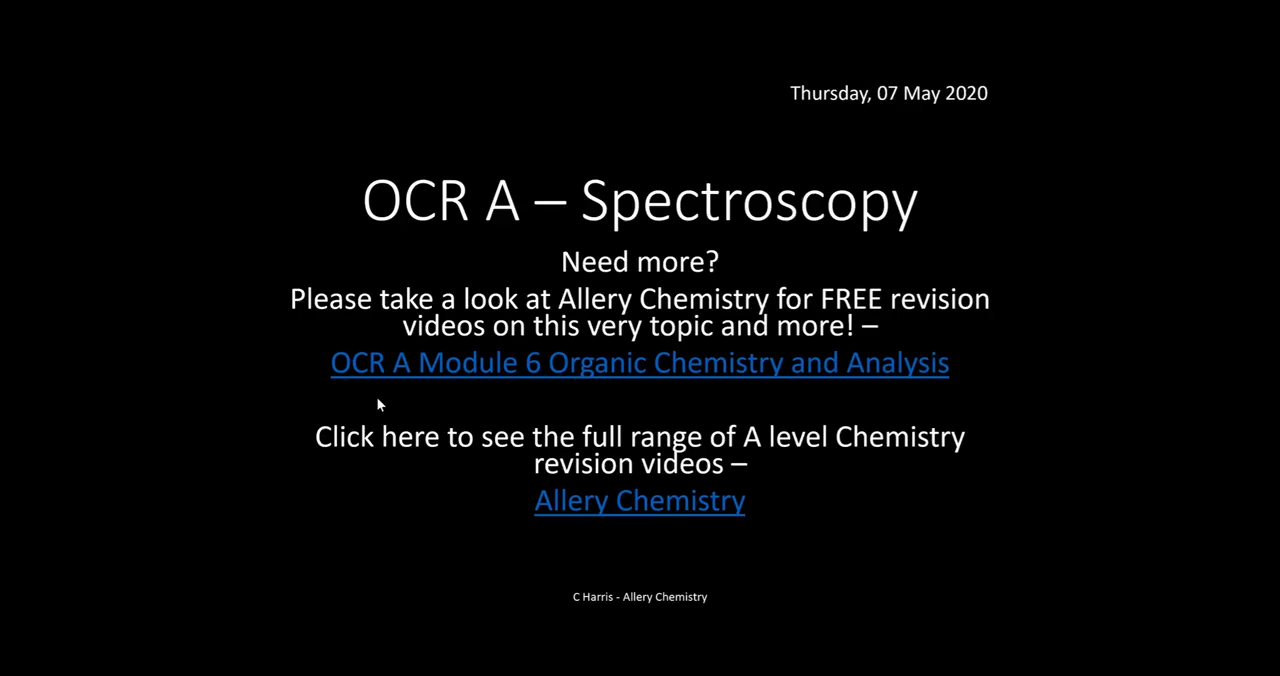 Thursday, 07 May 2020
OCR A – Spectroscopy
Need more?
Please take a look at Allery Chemistry for FREE revision
videos on this very topic and more! –
OCR A Module 6 Organic Chemistry and Analysis
Click here to see the full range of A level Chemistry
revision videos –
Allery Chemistry
C Harris - Allery Chemistry